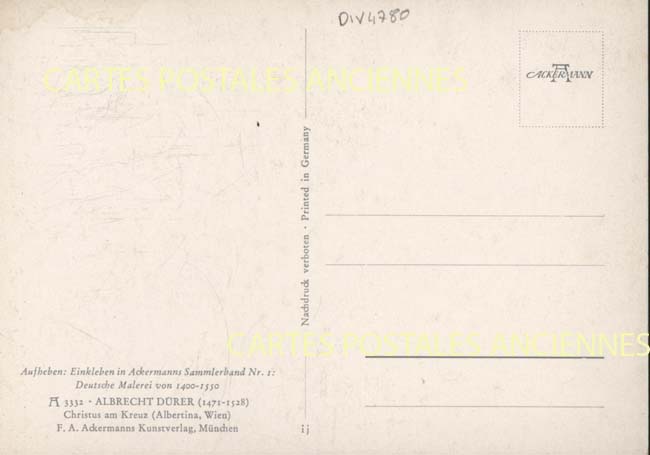 DIV4780
ACKERMANN
CARTES POSTALES ANCIENNES
Nachdruck verboten · Printed in Germany
CARTES POSTALES ANCIENNES
Aufheben: Einkleben in Ackermanns Sammlerband Nr. 1:
Deutsche Malerei von 1400-1550
A 3332 · ALBRECHT DÜRER (1471-1528)
Christus am Kreuz (Albertina, Wien)
F. A. Ackermanns Kunstverlag, München
ij